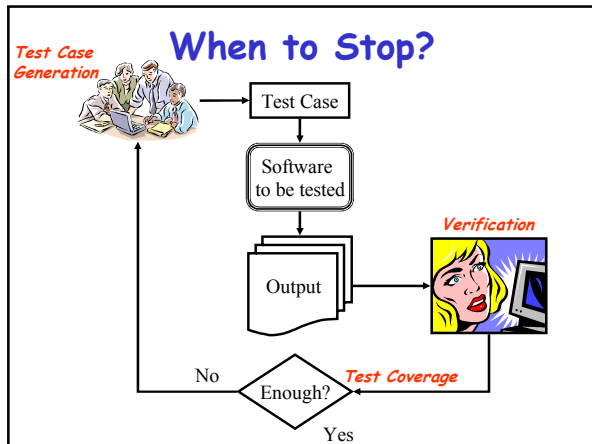 When to Stop?
Test Case
Generation
Test Case
Software
to be tested
Verification
Output
No
Enough?
Test Coverage
Yes